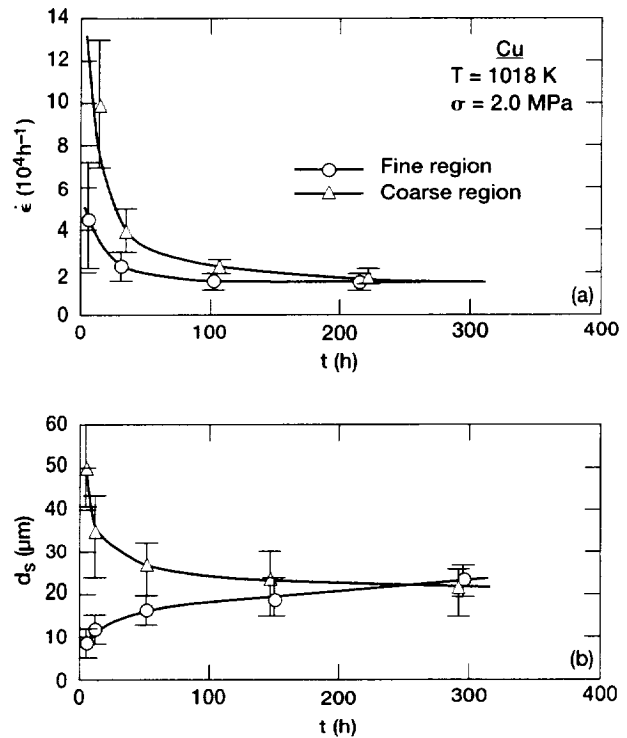 14
12
10
8
6
4
2
0
ε̇ (10⁴h⁻¹)
Cu
T = 1018 K
σ = 2.0 MPa
Fine region
Coarse region
(a)
0 100 200 300 400
t (h)
60
50
40
30
20
10
0
dₛ (μm)
(b)
0 100 200 300 400
t (h)